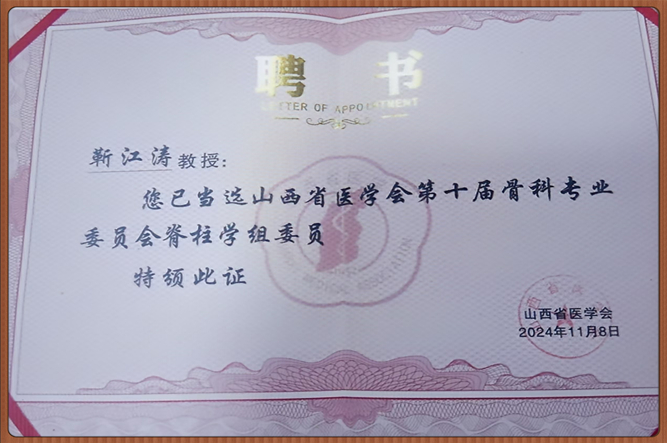 聘书
LETTER OF APPOINTMENT
靳江涛教授：
您已当选山西省医学会第十届骨科专业
委员会脊柱学组委员
特颁此证
山西省医学会
2024年11月8日